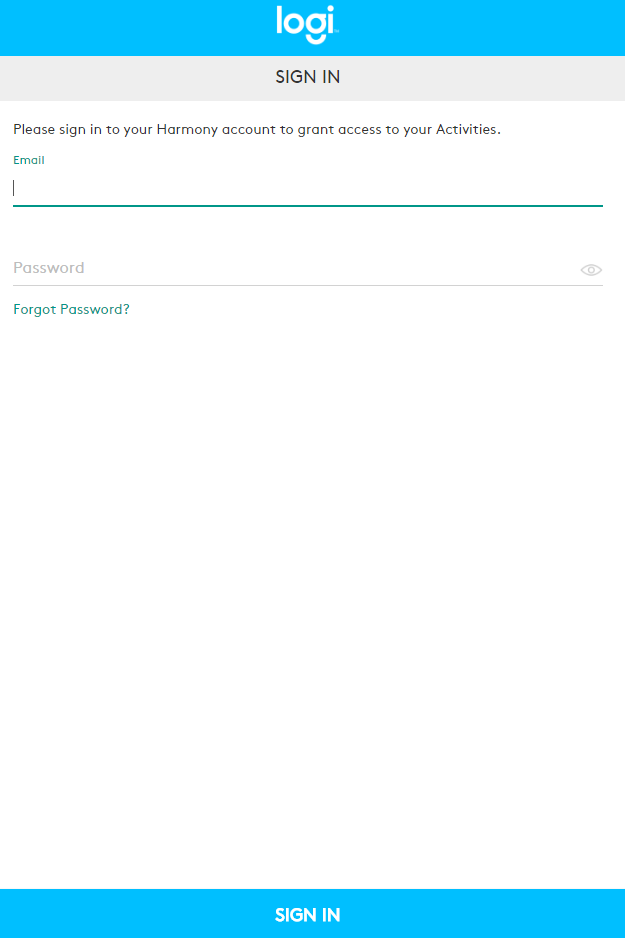 logi
SIGN IN
Please sign in to your Harmony account to grant access to your Activities.
Email
Password
Forgot Password?
SIGN IN